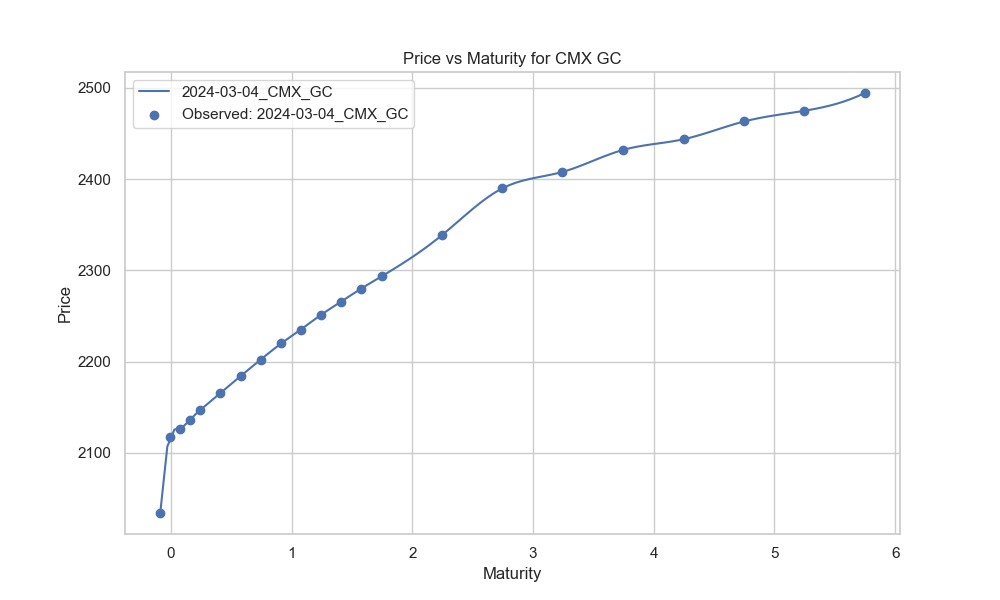 Price vs Maturity for CMX GC
2024-03-04_CMX_GC
Observed: 2024-03-04_CMX_GC
2500
2400
2300
2200
2100
Price
0 1 2 3 4 5 6
Maturity